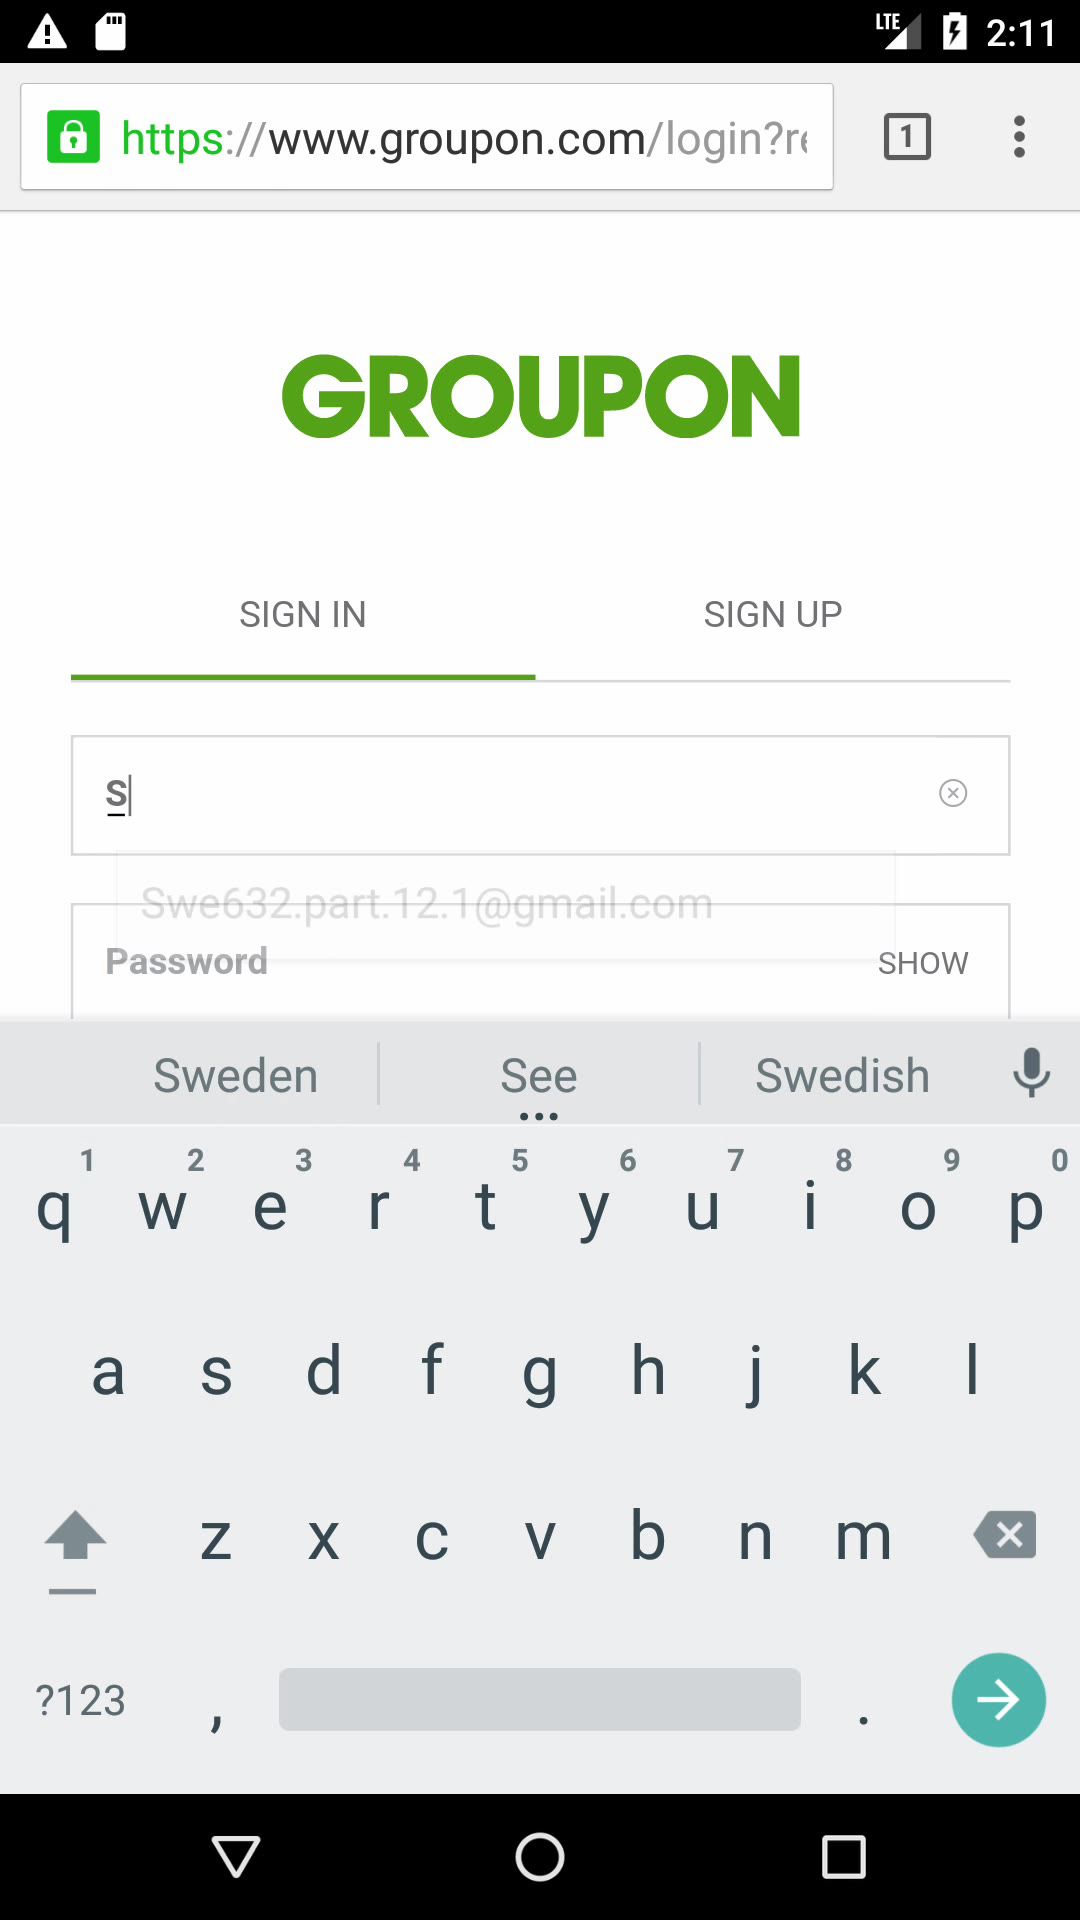 LTE 2:11
https://www.groupon.com/login?re
1
GROUPON
SIGN IN SIGN UP
S
Swe632.part.12.1@gmail.com
Password SHOW
Sweden See Swedish
1 2 3 4 5 6 7 8 9 0
q w e r t y u i o p
a s d f g h j k l
z x c v b n m
?123 , .